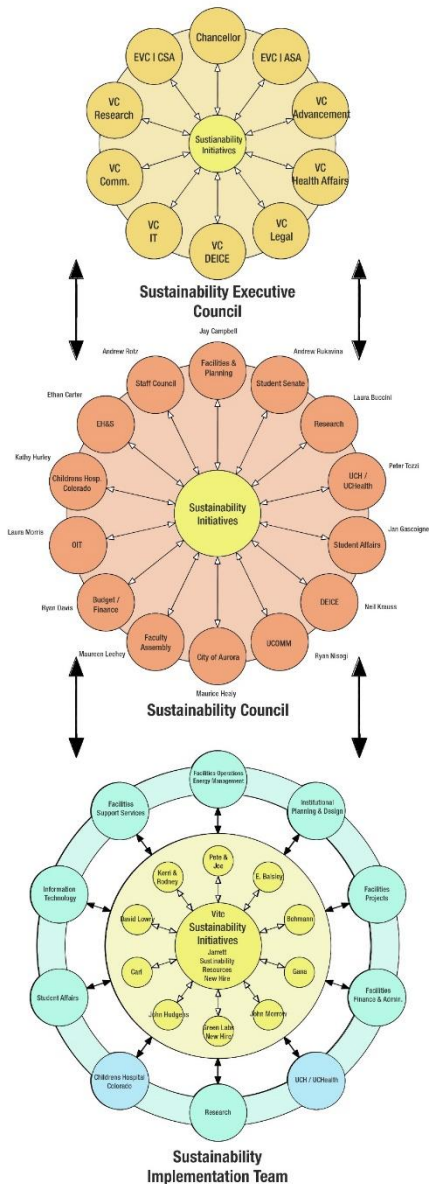 Chancellor
EVC | CSA
EVC | ASA
VC
Research
VC
Advancement
Sustianability
Initiatives
VC
Comm.
VC
Health Affairs
VC
IT
VC
Legal
VC
DEICE
Sustainability Executive
Council
Jay Campbell
Andrew Rotz
Andrew Rukavina
Facilities &
Planning
Staff Council
Student Senate
Ethan Carter
Laura Buccini
EH&S
Research
Kathy Hurley
Peter Tozzi
Childrens Hosp.
Colorado
UCH /
UCHealth
Sustainability
Initiatives
Laura Morris
Jan Gascoigne
OIT
Student Affairs
Budget /
Finance
DEICE
Ryan Davis
Neil Krauss
Faculty
Assembly
City of Aurora
UCOMM
Maureen Leehey
Ryan Nisogi
Maurice Healy
Sustainability Council
Facilities Operations
Energy Management
Facilities
Support Services
Institutional
Planning & Design
Pete &
Joe
Kerri &
Rodney
E. Balsley
Information
Technology
Facilities
Projects
David Lowry
Vito
Sustainability
Initiatives
Jarrett
Sustainability
Resources
New Hire
Bohmann
Carl
Gana
Student Affairs
Facilities
Finance & Admin.
John Hodgens
Green Labs
New Hire
John Morrow
Childrens Hospital
Colorado
UCH / UCHealth
Research
Sustainability
Implementation Team